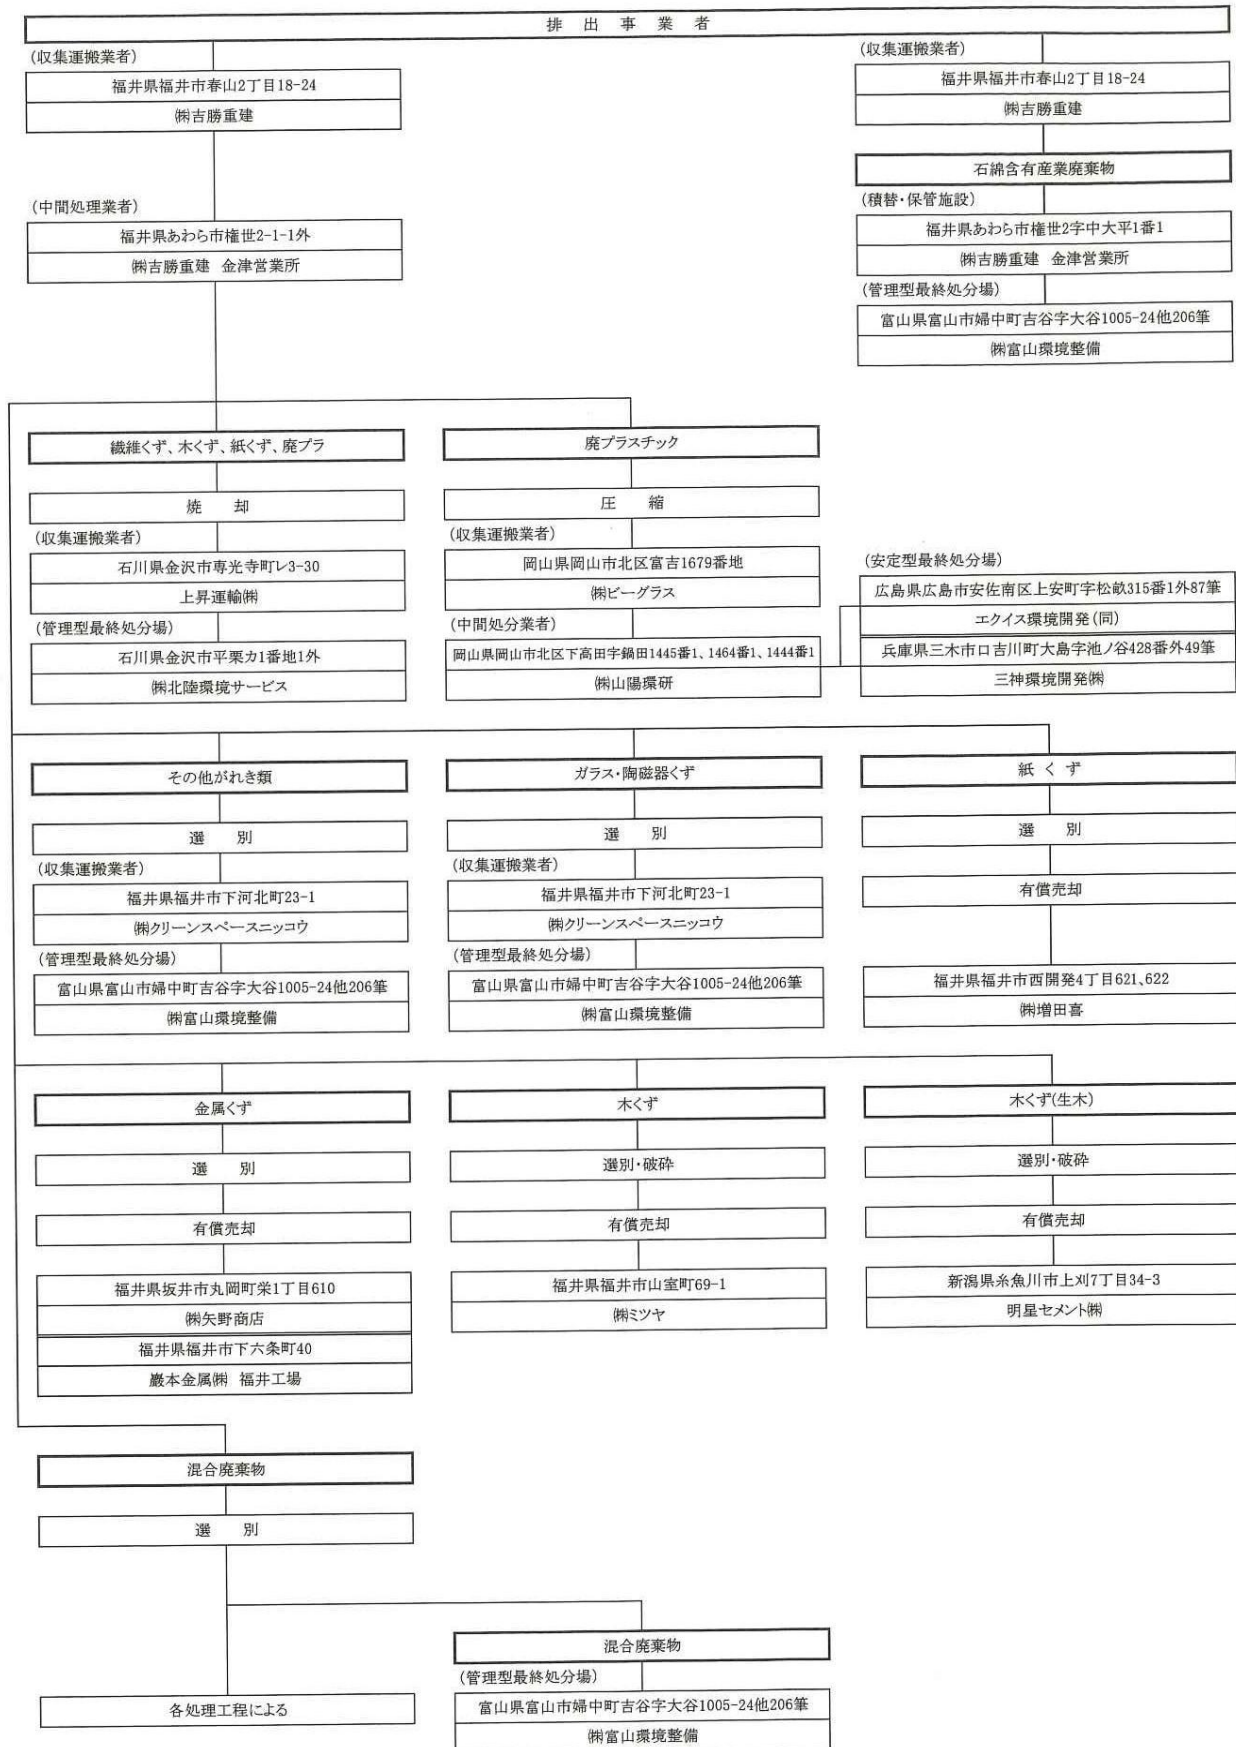 排出事業者
(収集運搬業者)
福井県福井市春山2丁目18-24
㈱吉勝重建
(中間処理業者)
福井県あわら市権世2-1-1外
㈱吉勝重建 金津営業所
(収集運搬業者)
福井県福井市春山2丁目18-24
㈱吉勝重建
石綿含有産業廃棄物
(積替・保管施設)
福井県あわら市権世2字中大平1番1
㈱吉勝重建 金津営業所
(管理型最終処分場)
富山県富山市婦中町吉谷字大谷1005-24他206筆
㈱富山環境整備
繊維くず、木くず、紙くず、廃プラ
焼 却
(収集運搬業者)
石川県金沢市専光寺町レ3-30
上昇運輸㈱
(管理型最終処分場)
石川県金沢市平栗カ1番地1外
㈱北陸環境サービス
廃プラスチック
圧 縮
(収集運搬業者)
岡山県岡山市北区富吉1679番地
㈱ビーグラス
(中間処分業者)
岡山県岡山市北区下高田字鍋田1445番1、1464番1、1444番1
㈱山陽環研
(安定型最終処分場)
広島県広島市安佐南区上安町字松畝315番1外87筆
エクイス環境開発(同)
兵庫県三木市口吉川町大島字池ノ谷428番外49筆
三神環境開発㈱
その他がれき類
選 別
(収集運搬業者)
福井県福井市下河北町23-1
㈱クリーンスペースニッコウ
(管理型最終処分場)
富山県富山市婦中町吉谷字大谷1005-24他206筆
㈱富山環境整備
ガラス・陶磁器くず
選 別
(収集運搬業者)
福井県福井市下河北町23-1
㈱クリーンスペースニッコウ
(管理型最終処分場)
富山県富山市婦中町吉谷字大谷1005-24他206筆
㈱富山環境整備
紙くず
選 別
有償売却
福井県福井市西開発4丁目621、622
㈱増田喜
金属くず
選 別
有償売却
福井県坂井市丸岡町栄1丁目610
㈱矢野商店
福井県福井市下六条町40
巖本金属㈱ 福井工場
木くず
選別・破砕
有償売却
福井県福井市山室町69-1
㈱ミツヤ
木くず(生木)
選別・破砕
有償売却
新潟県糸魚川市上刈7丁目34-3
明星セメント㈱
混合廃棄物
選 別
各処理工程による
混合廃棄物
(管理型最終処分場)
富山県富山市婦中町吉谷字大谷1005-24他206筆
㈱富山環境整備